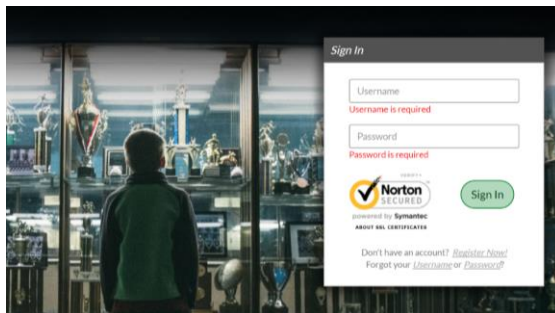 Sign In
Username
Username is required
Password
Password is required
Norton
SECURED
powered by Symantec
ABOUT SSL CERTIFICATES
Sign In
Don't have an account? Register Now!
Forgot your Username or Password?